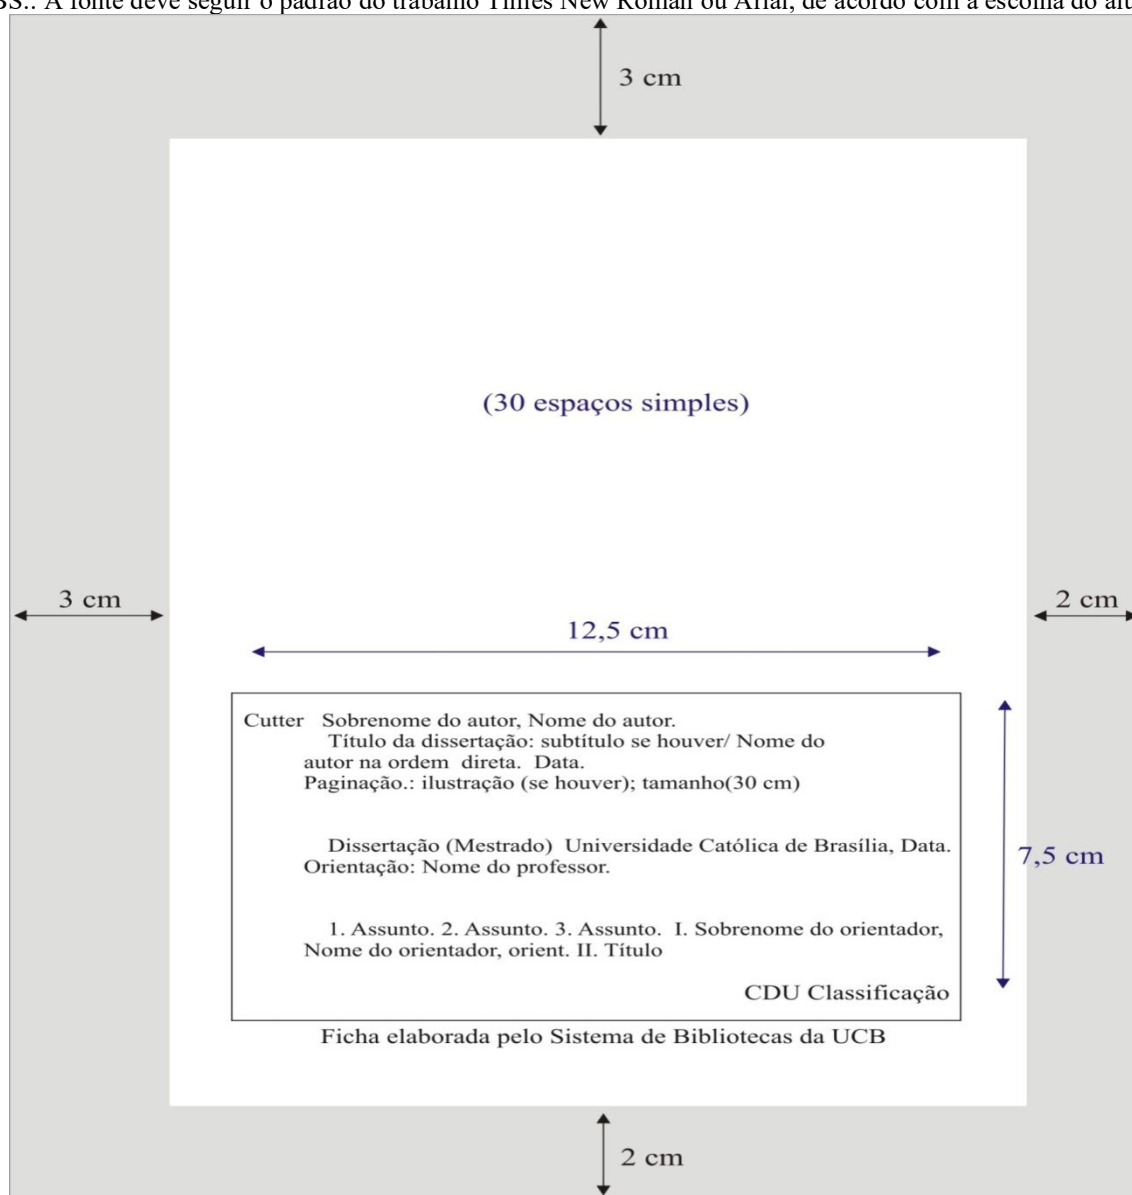 A fonte deve seguir o padrão do trabalho Times New Roman ou Arial, de acordo com a escolha do
3 cm
(30 espaços simples)
3 cm
2 cm
12,5 cm
Cutter Sobrenome do autor, Nome do autor.
Título da dissertação: subtítulo se houver/ Nome do
autor na ordem direta. Data.
Paginação.: ilustração (se houver); tamanho(30 cm)
Dissertação (Mestrado) Universidade Católica de Brasília, Data.
Orientação: Nome do professor.
7,5 cm
1. Assunto. 2. Assunto. 3. Assunto. I. Sobrenome do orientador,
Nome do orientador, orient. II. Título
CDU Classificação
Ficha elaborada pelo Sistema de Bibliotecas da UCB
2 cm